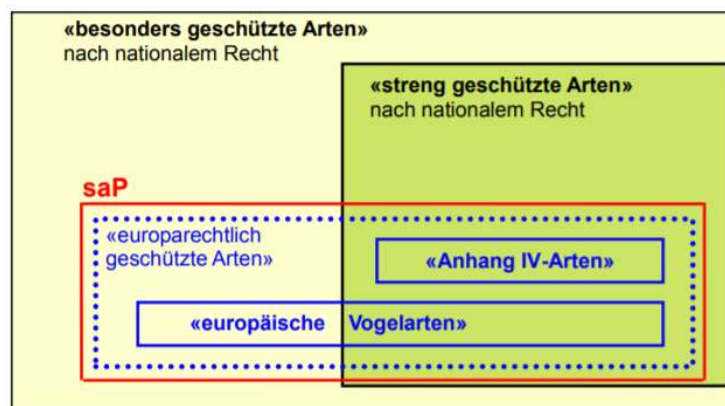 «besonders geschützte Arten»
nach nationalem Recht
«streng geschützte Arten»
nach nationalem Recht
saP
«europarechtlich
geschützte Arten»
«Anhang IV-Arten»
«europäische Vogelarten»